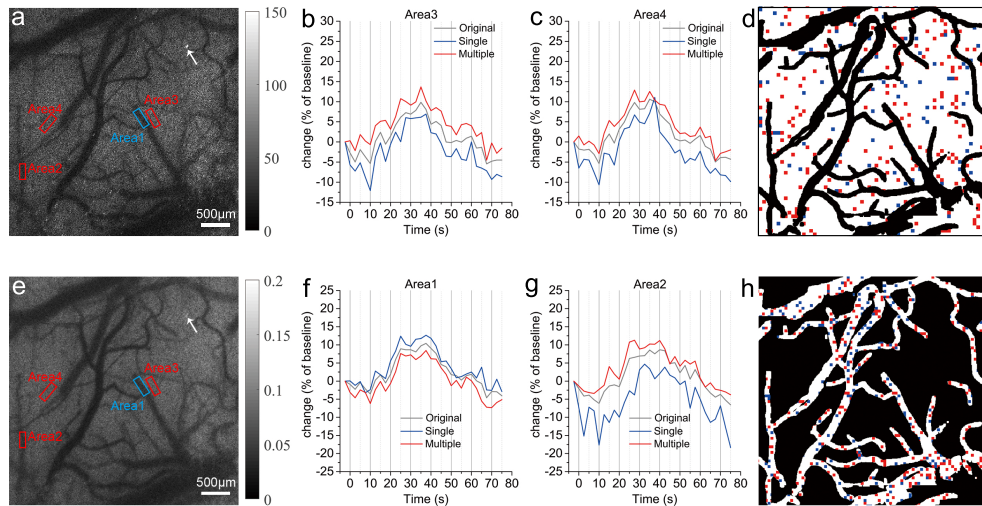 a
150
100
50
0
Area4
Area3
Area1
Area2
500μm
b
Area3
change (% of baseline)
30
25
20
15
10
5
0
-5
-10
-15
Original
Single
Multiple
0 10 20 30 40 50 60 70 80
Time (s)
c
Area4
change (% of baseline)
30
25
20
15
10
5
0
-5
-10
-15
Original
Single
Multiple
0 10 20 30 40 50 60 70 80
Time (s)
d
e
0.2
0.15
0.1
0.05
0
Area4
Area3
Area1
Area2
500μm
f
Area1
change (% of baseline)
25
20
15
10
5
0
-5
-10
-15
-20
-25
Original
Single
Multiple
0 10 20 30 40 50 60 70 80
Time (s)
g
Area2
change (% of baseline)
25
20
15
10
5
0
-5
-10
-15
-20
-25
Original
Single
Multiple
0 10 20 30 40 50 60 70 80
Time (s)
h